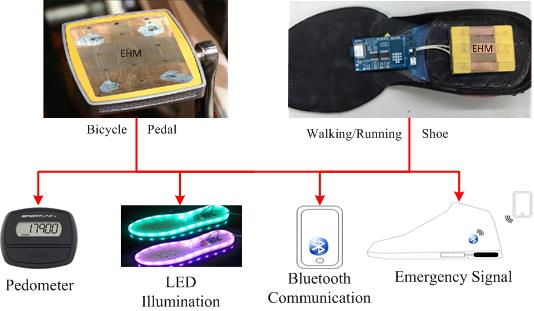 EHM
EHM
Bicycle Pedal
Walking/Running Shoe
SPORTLINE
17900
Pedometer
LED
Illumination
Bluetooth
Communication
Emergency Signal